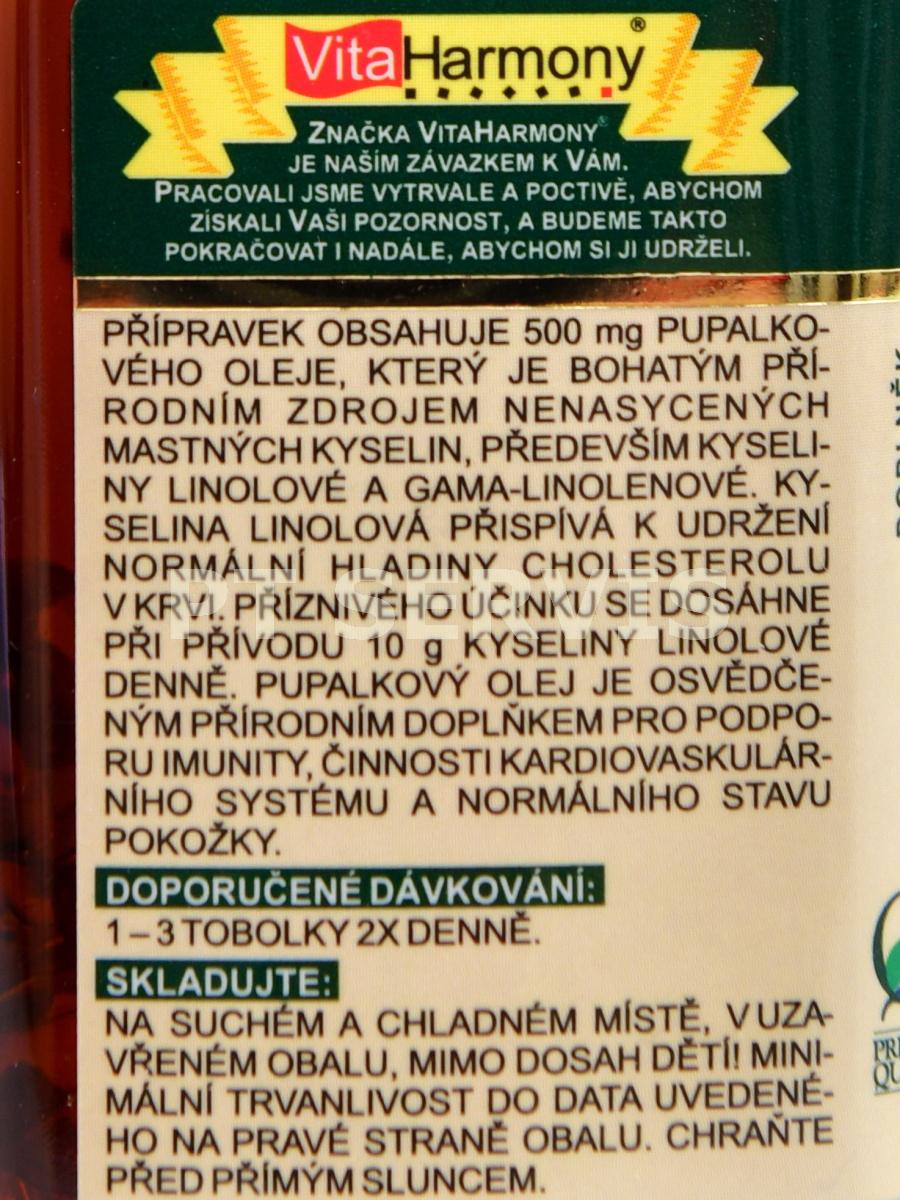 VitaHarmony®
ZNAČKA VITAHARMONY®
JE NAŠÍM ZÁVAZKEM K VÁM.
PRACOVALI JSME VYTRVALE A POCTIVĚ, ABYCHOM
ZÍSKALI VAŠI POZORNOST, A BUDEME TAKTO
POKRAČOVAT I NADÁLE, ABYCHOM SI JI UDRŽELI.
PŘÍPRAVEK OBSAHUJE 500 mg PUPALKO-
VÉHO OLEJE, KTERÝ JE BOHATÝM PŘÍ-
RODNÍM ZDROJEM NENASYCENÝCH
MASTNÝCH KYSELIN, PŘEDEVŠÍM KYSELI-
NY LINOLOVÉ A GAMA-LINOLENOVÉ. KY-
SELINA LINOLOVÁ PŘISPÍVÁ K UDRŽENÍ
NORMÁLNÍ HLADINY CHOLESTEROLU
V KRVI. PŘÍZNIVÉHO ÚČINKU SE DOSÁHNE
PŘI PŘÍVODU 10 g KYSELINY LINOLOVÉ
DENNĚ. PUPALKOVÝ OLEJ JE OSVĚDČE-
NÝM PŘÍRODNÍM DOPLŇKEM PRO PODPO-
RU IMUNITY, ČINNOSTI KARDIOVASKULÁR-
NÍHO SYSTÉMU A NORMÁLNÍHO STAVU
POKOŽKY.
DOPORUČENÉ DÁVKOVÁNÍ:
1 – 3 TOBOLKY 2X DENNĚ.
SKLADUJTE:
NA SUCHÉM A CHLADNÉM MÍSTĚ, V UZA-
VŘENÉM OBALU, MIMO DOSAH DĚTÍ! MINI-
MÁLNÍ TRVANLIVOST DO DATA UVEDENÉ-
HO NA PRAVÉ STRANĚ OBALU. CHRAŇTE
PŘED PŘÍMÝM SLUNCEM.
PT SERVIS